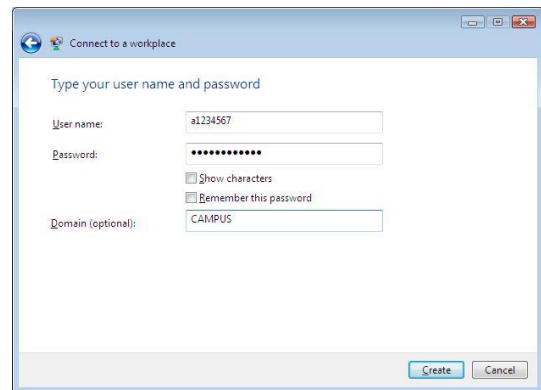 Connect to a workplace
Type your user name and password
User name: a1234567
Password: ••••••••••••
Show characters
Remember this password
Domain (optional): CAMPUS
Create Cancel